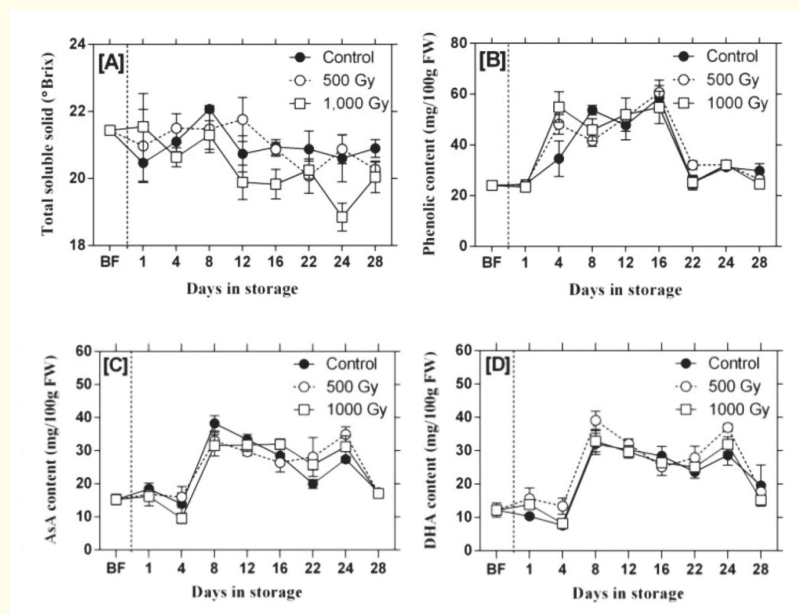 [A]
Control
500 Gy
1,000 Gy
Total soluble solid (°Brix)
24
22
20
18
BF 1 4 8 12 16 22 24 28
Days in storage
[B]
Control
500 Gy
1000 Gy
Phenolic content (mg/100g FW)
80
60
40
20
0
BF 1 4 8 12 16 22 24 28
Days in storage
[C]
Control
500 Gy
1000 Gy
AsA content (mg/100g FW)
60
50
40
30
20
10
0
BF 1 4 8 12 16 22 24 28
Days in storage
[D]
Control
500 Gy
1000 Gy
DHA content (mg/100g FW)
60
50
40
30
20
10
0
BF 1 4 8 12 16 22 24 28
Days in storage